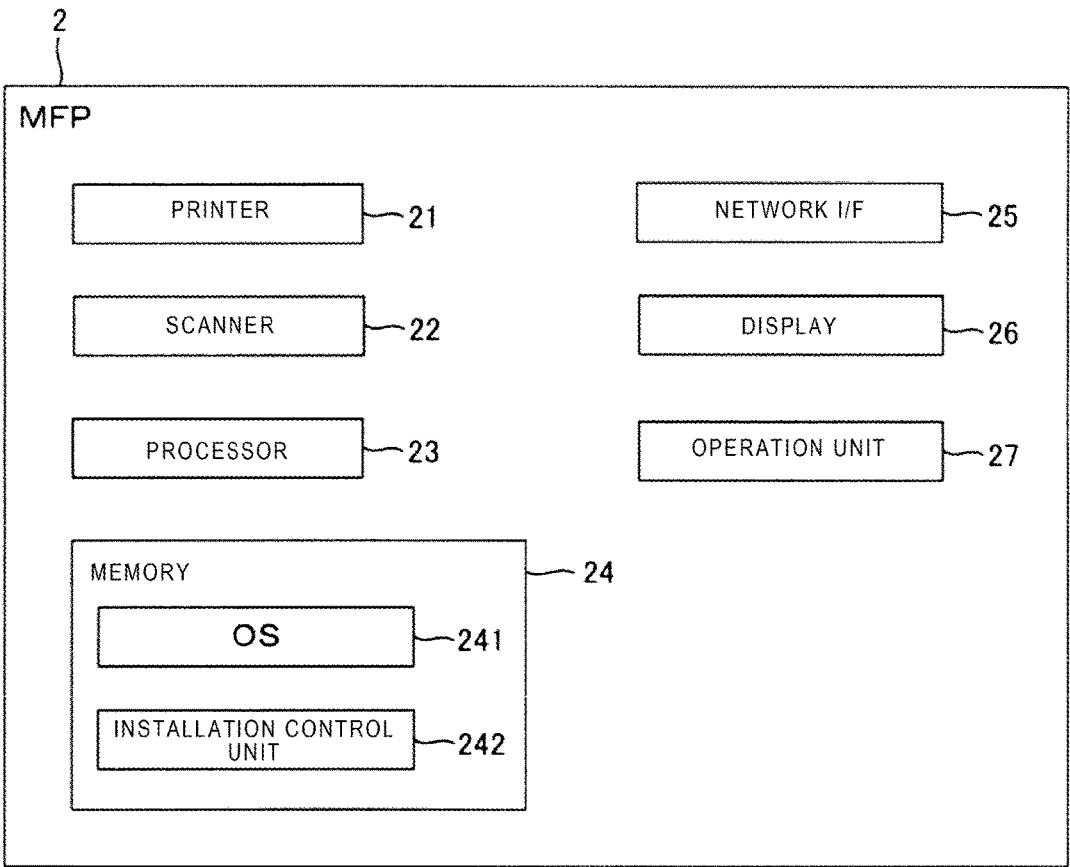 2
MFP
PRINTER
21
NETWORK I/F
25
SCANNER
22
DISPLAY
26
PROCESSOR
23
OPERATION UNIT
27
MEMORY
24
OS
241
INSTALLATION CONTROL
UNIT
242